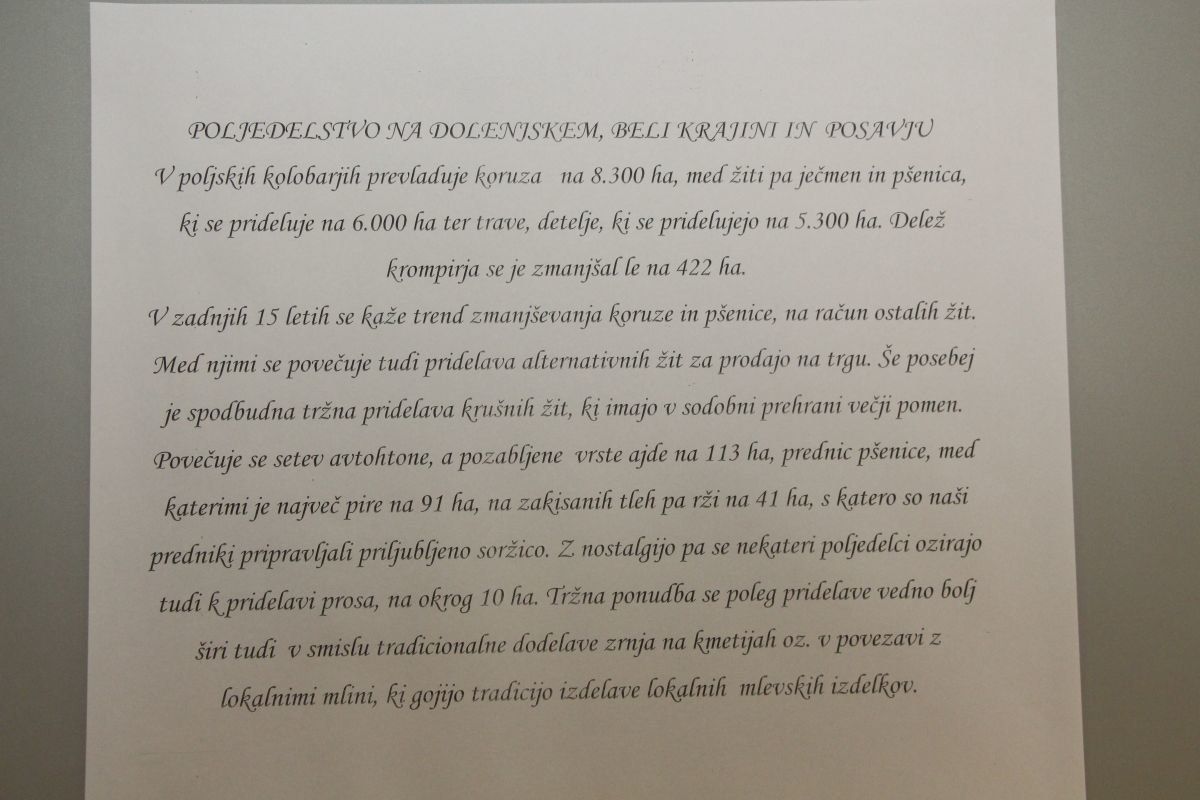 POLJEDELSTVO NA DOLENJSKEM, BELI KRAJINI IN POSAVJU
V poljskih kolobarjih prevladuje koruza na 8.300 ha, med žiti pa ječmen in pšenica,
ki se prideluje na 6.000 ha ter trave, detelje, ki se pridelujejo na 5.300 ha. Delež
krompirja se je zmanjšal le na 422 ha.
V zadnjih 15 letih se kaže trend zmanjševanja koruze in pšenice, na račun ostalih žit.
Med njimi se povečuje tudi pridelava alternativnih žit za prodajo na trgu. Še posebej
je spodbudna tržna pridelava krušnih žit, ki imajo v sodobni prehrani večji pomen.
Povečuje se setev avtohtone, a pozabljene vrste ajde na 113 ha, prednic pšenice, med
katerimi je največ pire na 91 ha, na zakisanih tleh pa rži na 41 ha, s katero so naši
predniki pripravljali priljubljeno soržico. Z nostalgijo pa se nekateri poljedelci ozirajo
tudi k pridelavi prosa, na okrog 10 ha. Tržna ponudba se poleg pridelave vedno bolj
širi tudi v smislu tradicionalne dodelave zrnja na kmetijah oz. v povezavi z
lokalnimi mlini, ki gojijo tradicijo izdelave lokalnih mlevskih izdelkov.